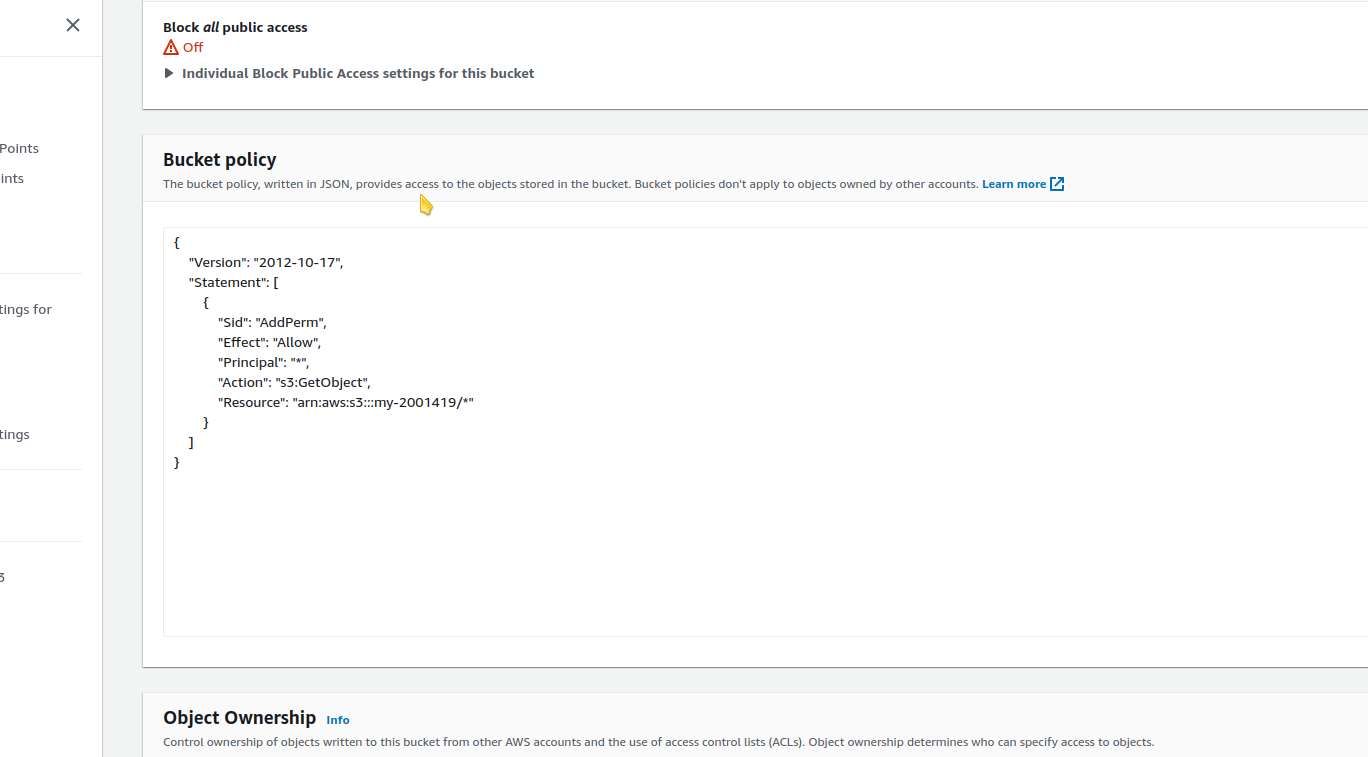 Block all public access
Off
Individual Block Public Access settings for this bucket
Points
ints
tings for
tings
3
Bucket policy
The bucket policy, written in JSON, provides access to the objects stored in the bucket. Bucket policies don't apply to objects owned by other accounts. Learn more
{
"Version": "2012-10-17",
"Statement": [
{
"Sid": "AddPerm",
"Effect": "Allow",
"Principal": "*",
"Action": "s3:GetObject",
"Resource": "arn:aws:s3:::my-2001419/*"
}
]
}
Object Ownership Info
Control ownership of objects written to this bucket from other AWS accounts and the use of access control lists (ACLs). Object ownership determines who can specify access to objects.